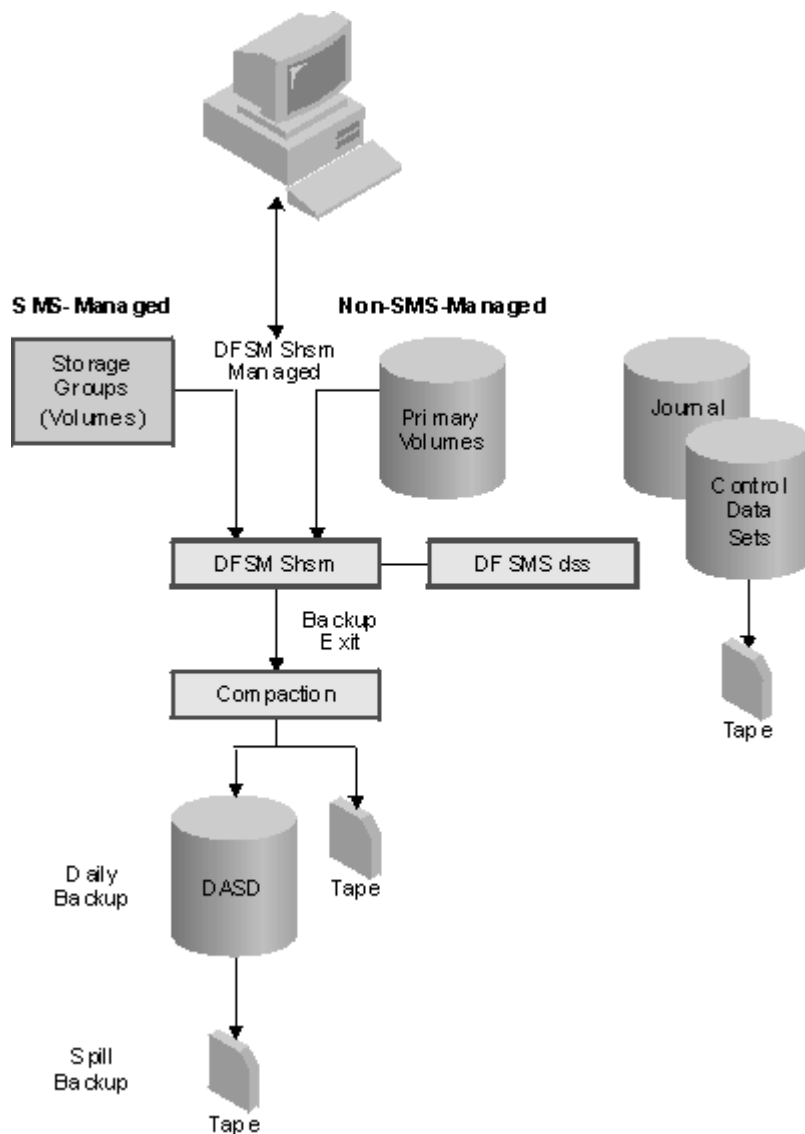 SMS-Managed
Non-SMS-Managed
DFSMShsm
Managed
Storage
Groups
(Volumes)
Primary
Volumes
Journal
Control
Data
Sets
DFSMShsm
DFSMSdss
Backup
Exit
Compaction
Tape
Daily
Backup
DASD
Tape
Spill
Backup
Tape